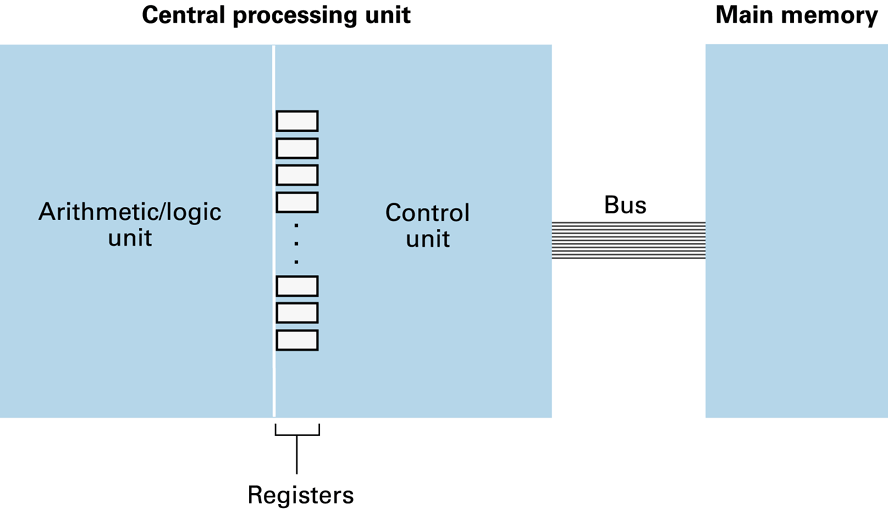 Central processing unit
Main memory
Arithmetic/logic
unit
Control
unit
Bus
Registers